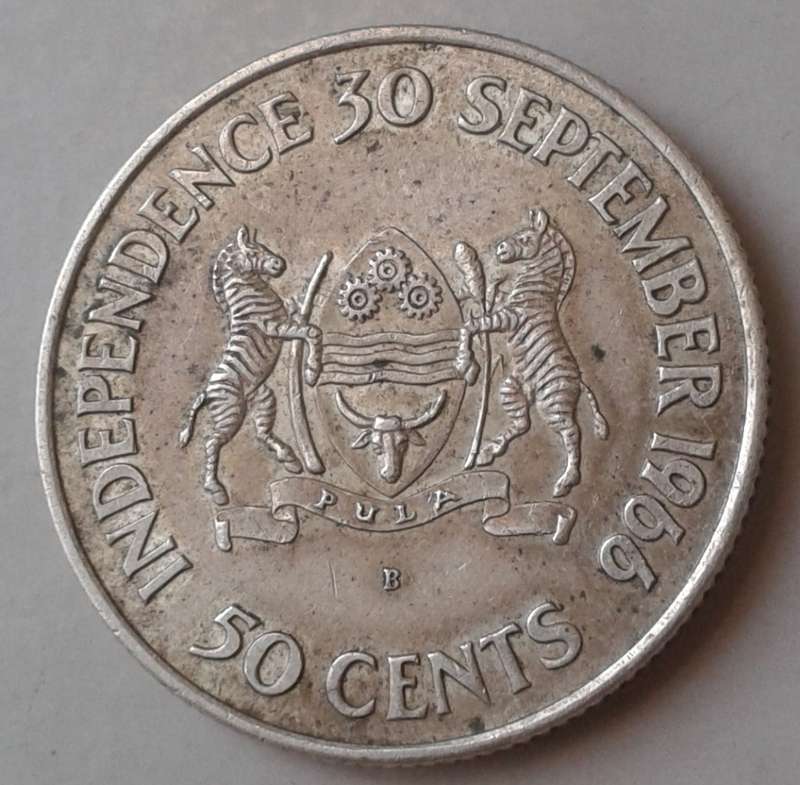 INDEPENDENCE 30 SEPTEMBER 1966
PULA
B
50 CENTS